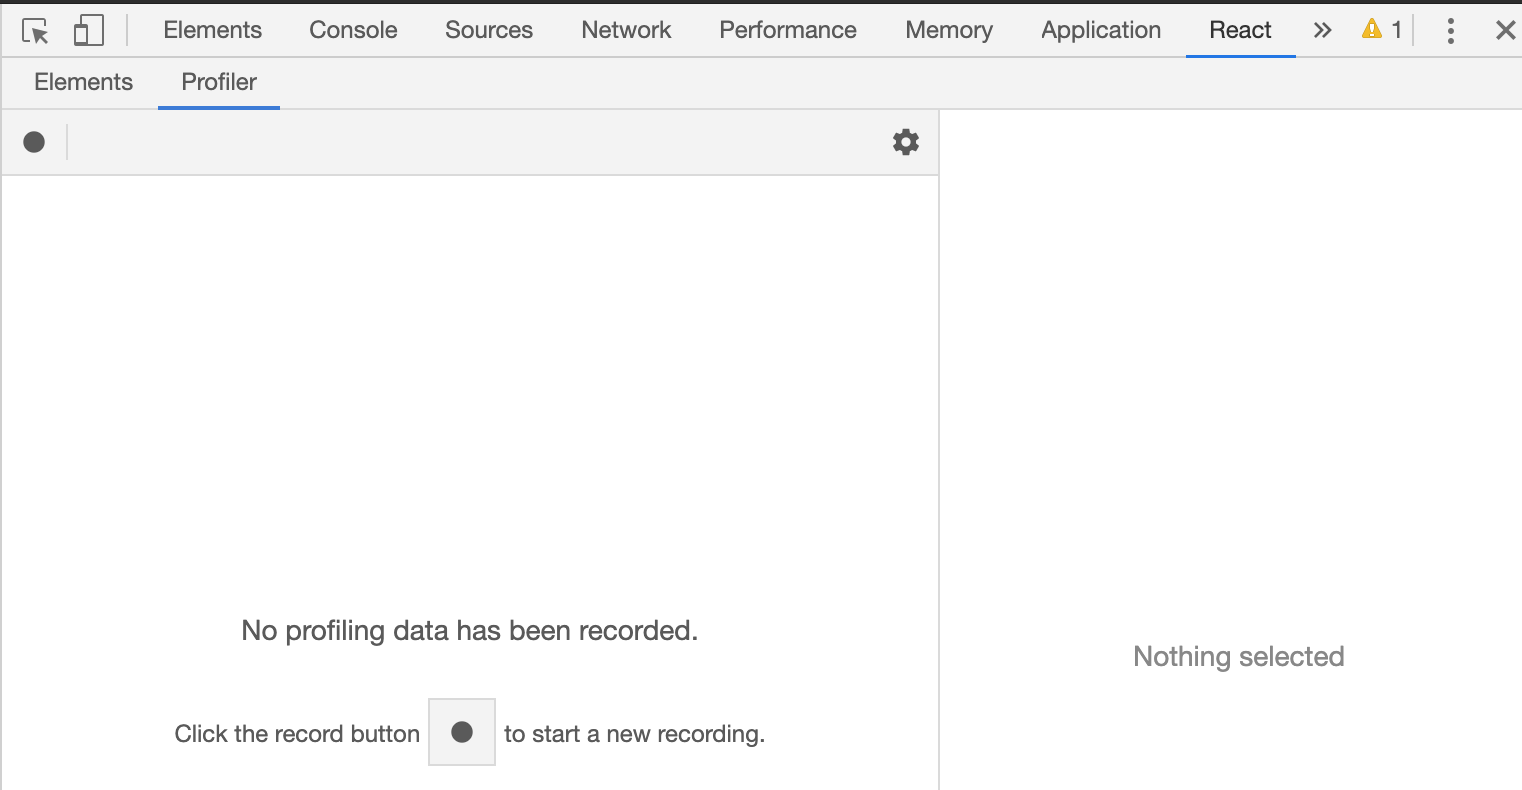 Elements Console Sources Network Performance Memory Application React » 1
Elements Profiler
No profiling data has been recorded.
Nothing selected
Click the record button to start a new recording.